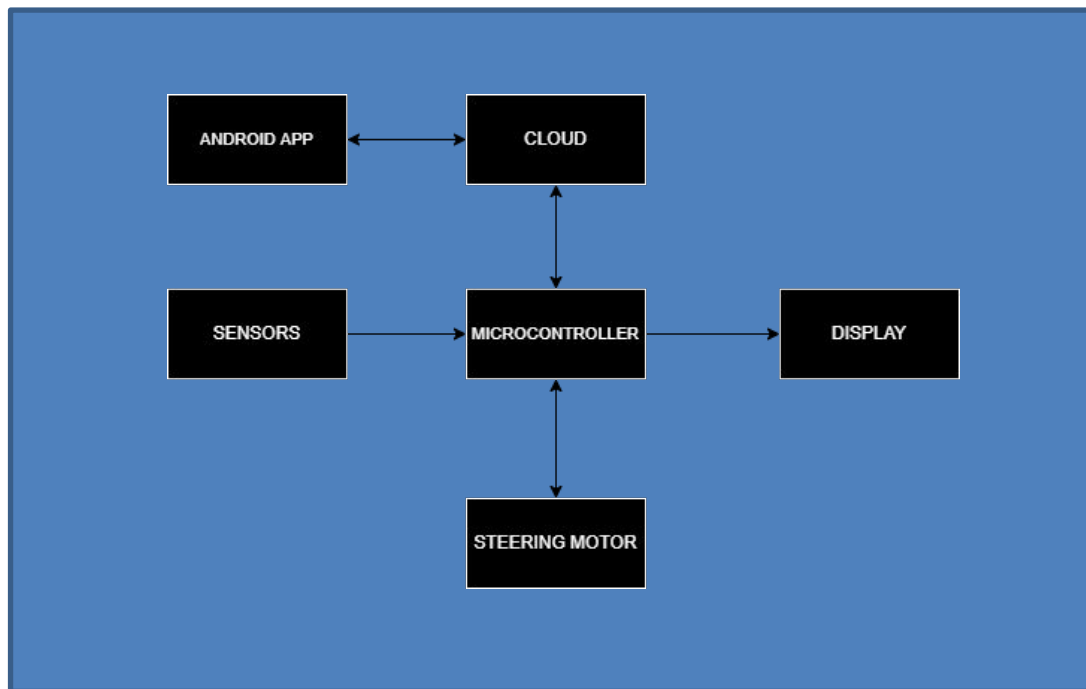 ANDROID APP
CLOUD
SENSORS
MICROCONTROLLER
DISPLAY
STEERING MOTOR